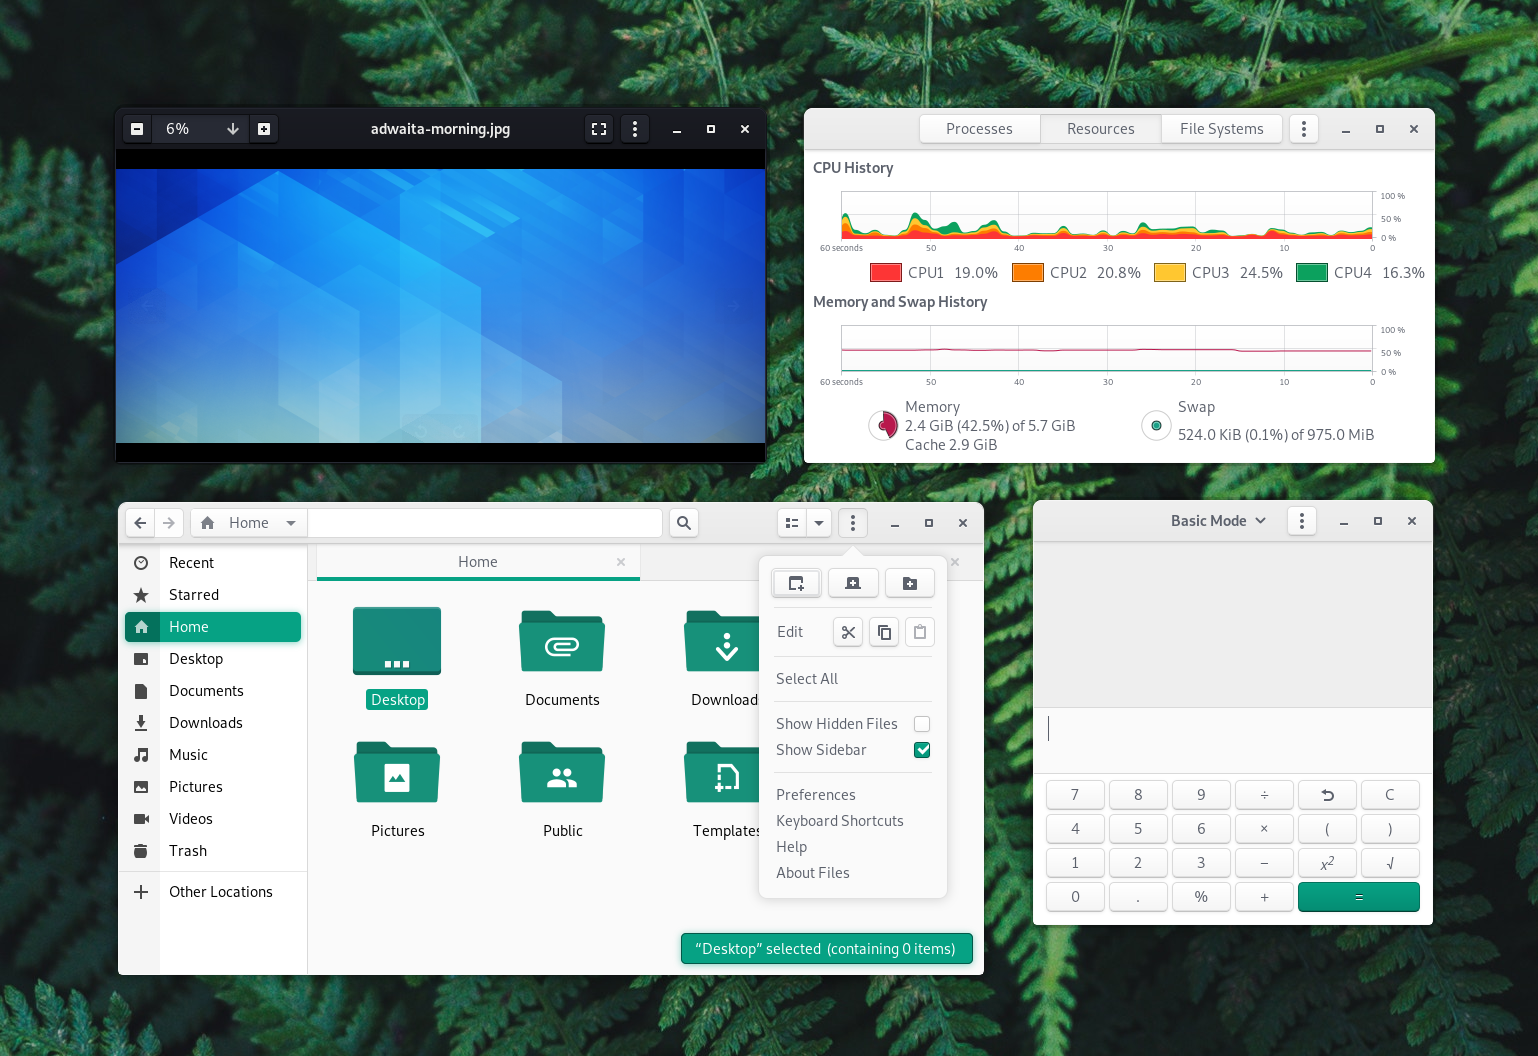 6%
adwaita-morning.jpg
Processes
Resources
File Systems
CPU History
100 %
50 %
0 %
60 seconds
50
40
30
20
10
0
CPU1 19.0%
CPU2 20.8%
CPU3 24.5%
CPU4 16.3%
Memory and Swap History
100 %
50 %
0 %
60 seconds
50
40
30
20
10
0
Memory
2.4 GiB (42.5%) of 5.7 GiB
Cache 2.9 GiB
Swap
524.0 KiB (0.1%) of 975.0 MiB
Home
Recent
Starred
Home
Desktop
Documents
Downloads
Music
Pictures
Videos
Trash
Other Locations
Home
Desktop
Documents
Download
Pictures
Public
Templates
Edit
Select All
Show Hidden Files
Show Sidebar
Preferences
Keyboard Shortcuts
Help
About Files
“Desktop” selected (containing 0 items)
Basic Mode
7 8 9 ÷ C
4 5 6 × ( )
1 2 3 − x² √
0 . % + =